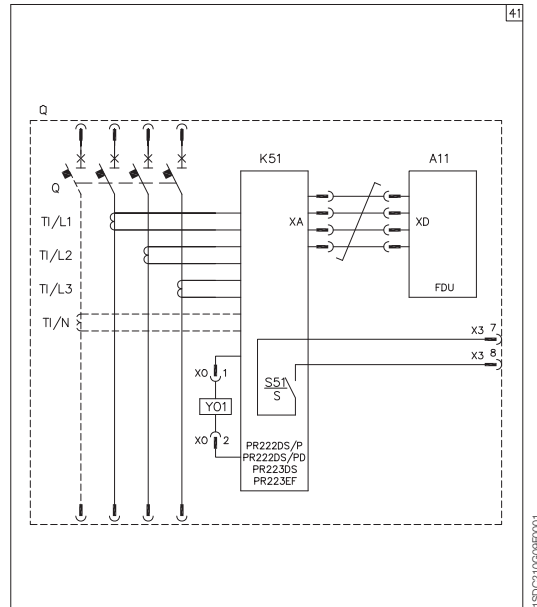 41
Q
K51
A11
Q
TI/L1
XA
XD
TI/L2
TI/L3
FDU
TI/N
X3 7
X3 8
X0 1
S51
S
YO1
X0 2
PR222DS/P
PR222DS/PD
PR223DS
PR223EF
1SDC210G09F0001